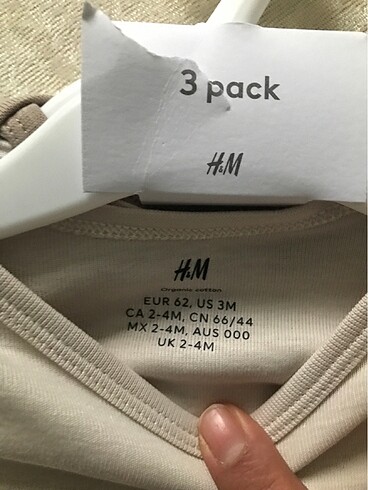 3 pack
H&M
H&M
Organic cotton
EUR 62, US 3M
CA 2-4M, CN 66/44
MX 2-4M, AUS 000
UK 2-4M